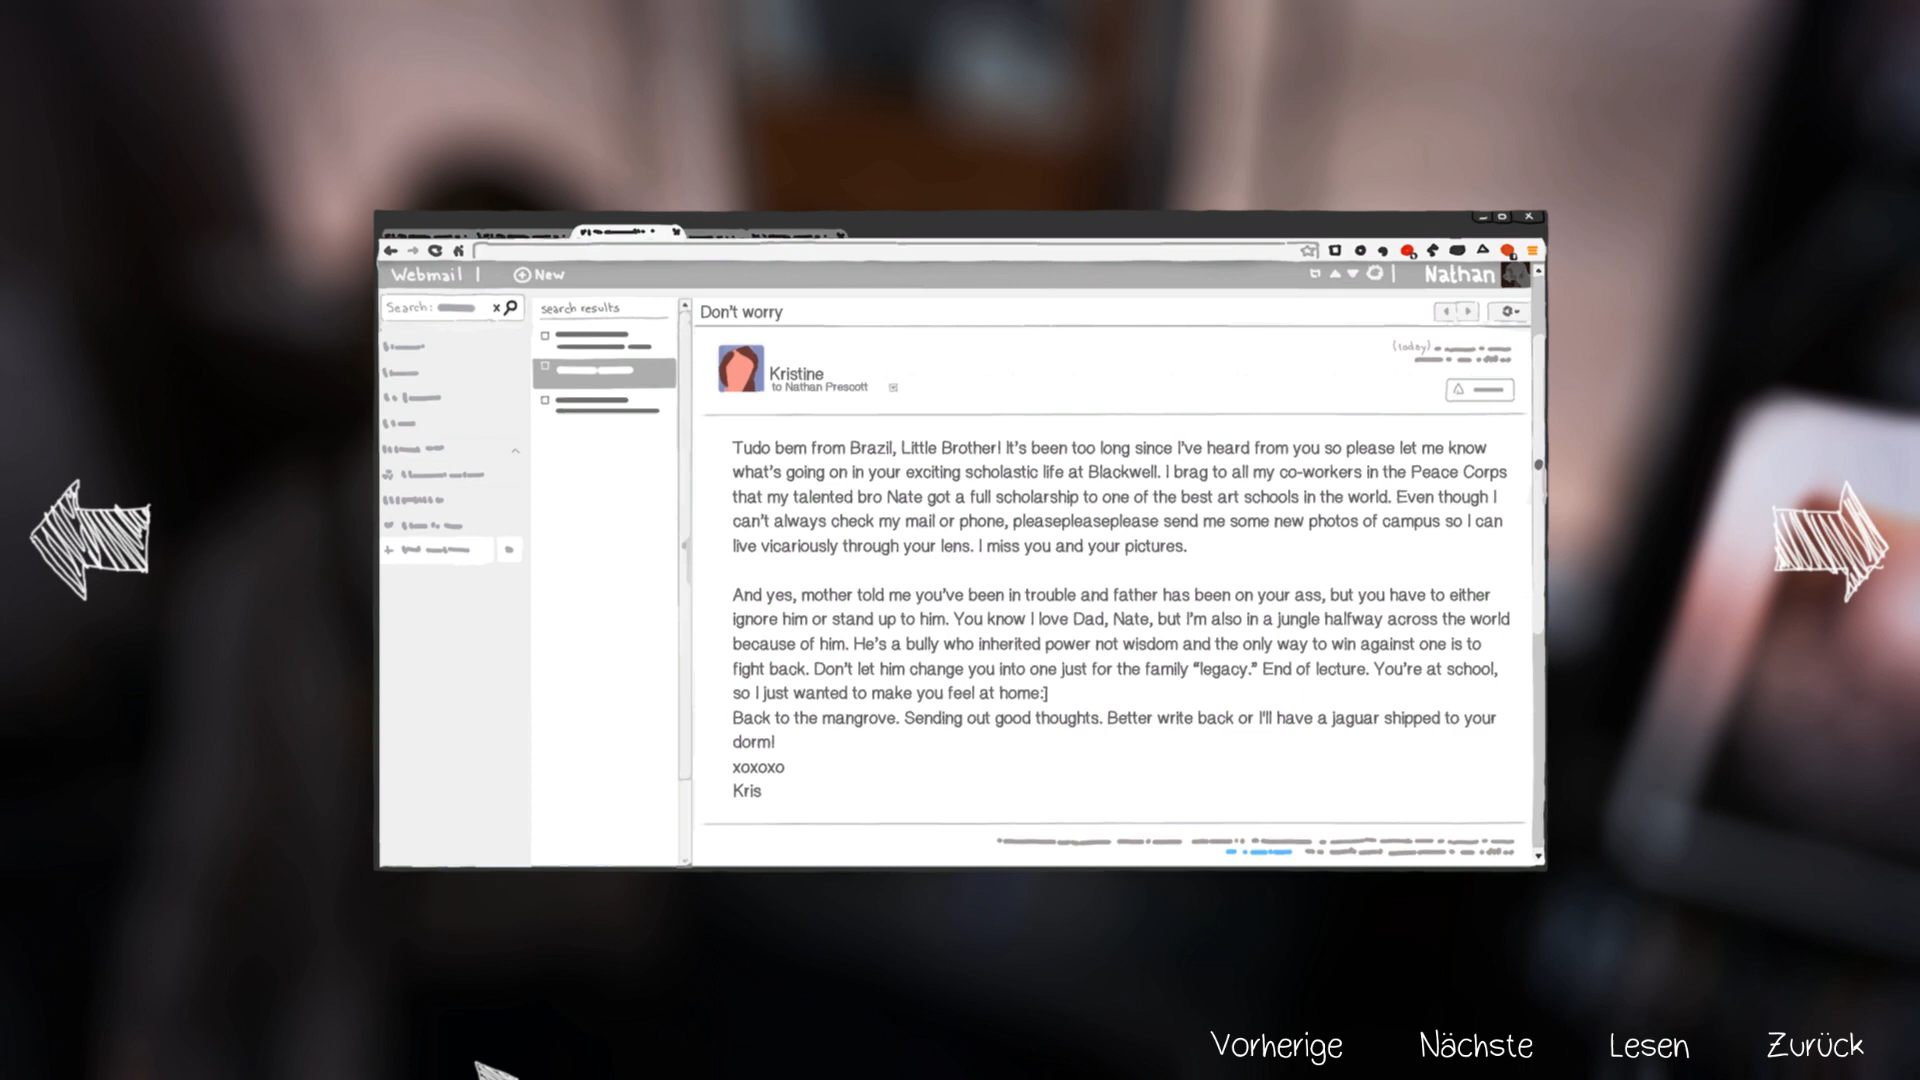 Webmail | New
Nathan
Search:
search results
Don't worry
(today)
Kristine
to Nathan Prescott
Tudo bem from Brazil, Little Brother! It's been too long since I've heard from you so please let me know
what's going on in your exciting scholastic life at Blackwell. I brag to all my co-workers in the Peace Corps
that my talented bro Nate got a full scholarship to one of the best art schools in the world. Even though I
can't always check my mail or phone, pleasepleaseplease send me some new photos of campus so I can
live vicariously through your lens. I miss you and your pictures.
And yes, mother told me you've been in trouble and father has been on your ass, but you have to either
ignore him or stand up to him. You know I love Dad, Nate, but I'm also in a jungle halfway across the world
because of him. He's a bully who inherited power not wisdom and the only way to win against one is to
fight back. Don't let him change you into one just for the family “legacy.” End of lecture. You're at school,
so I just wanted to make you feel at home:]
Back to the mangrove. Sending out good thoughts. Better write back or I'll have a jaguar shipped to your
dorm!
xoxoxo
Kris
Vorherige Nächste Lesen Zurück